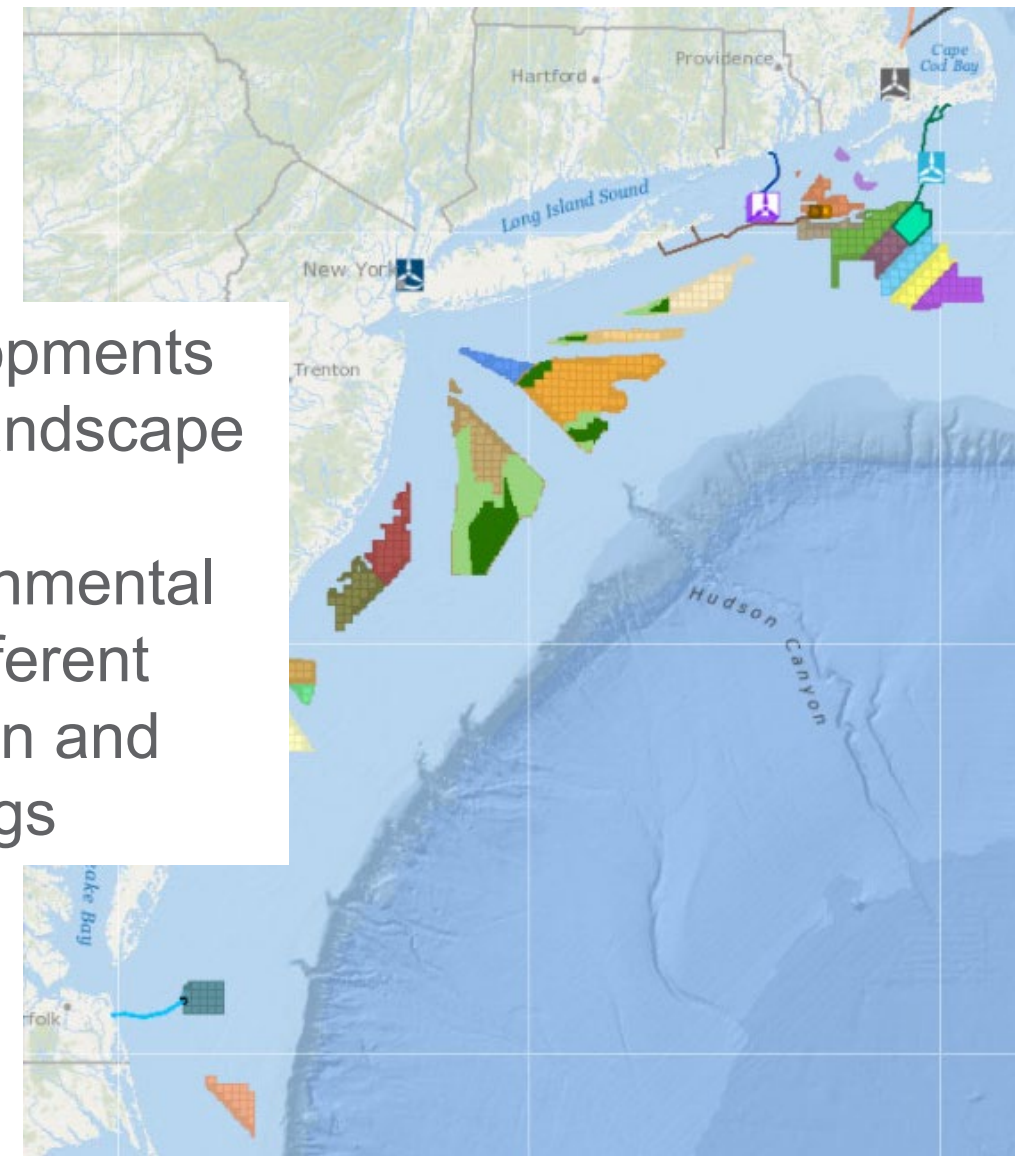 Cape
Cod Bay
Providence
Hartford
Long Island Sound
New York
opments
Trenton
ndscape
nmental
ferent
n and
gs
Hudson Canyon
ake Bay
folk